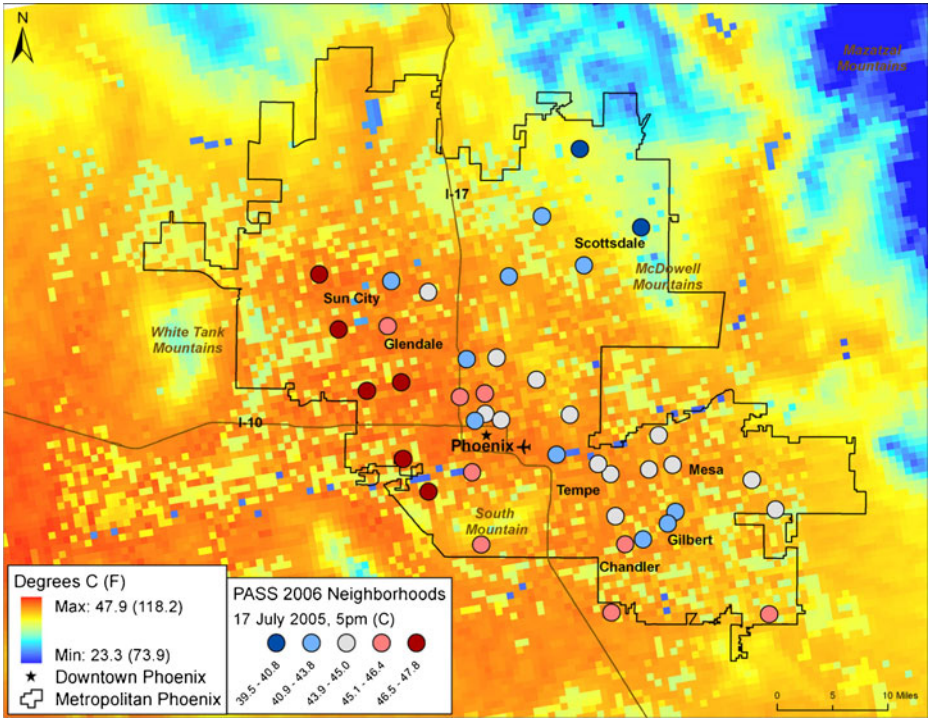 N
Mazatzal
Mountains
I-17
Scottsdale
McDowell
Mountains
Sun City
White Tank
Mountains
Glendale
I-10
Phoenix
Mesa
Tempe
South
Mountain
Gilbert
Chandler
Degrees C (F)
Max: 47.9 (118.2)
Min: 23.3 (73.9)
Downtown Phoenix
Metropolitan Phoenix
PASS 2006 Neighborhoods
17 July 2005, 5pm (C)
39.5 - 40.8
40.9 - 43.8
43.9 - 45.0
45.1 - 46.4
46.5 - 47.8
0 5 10 Miles